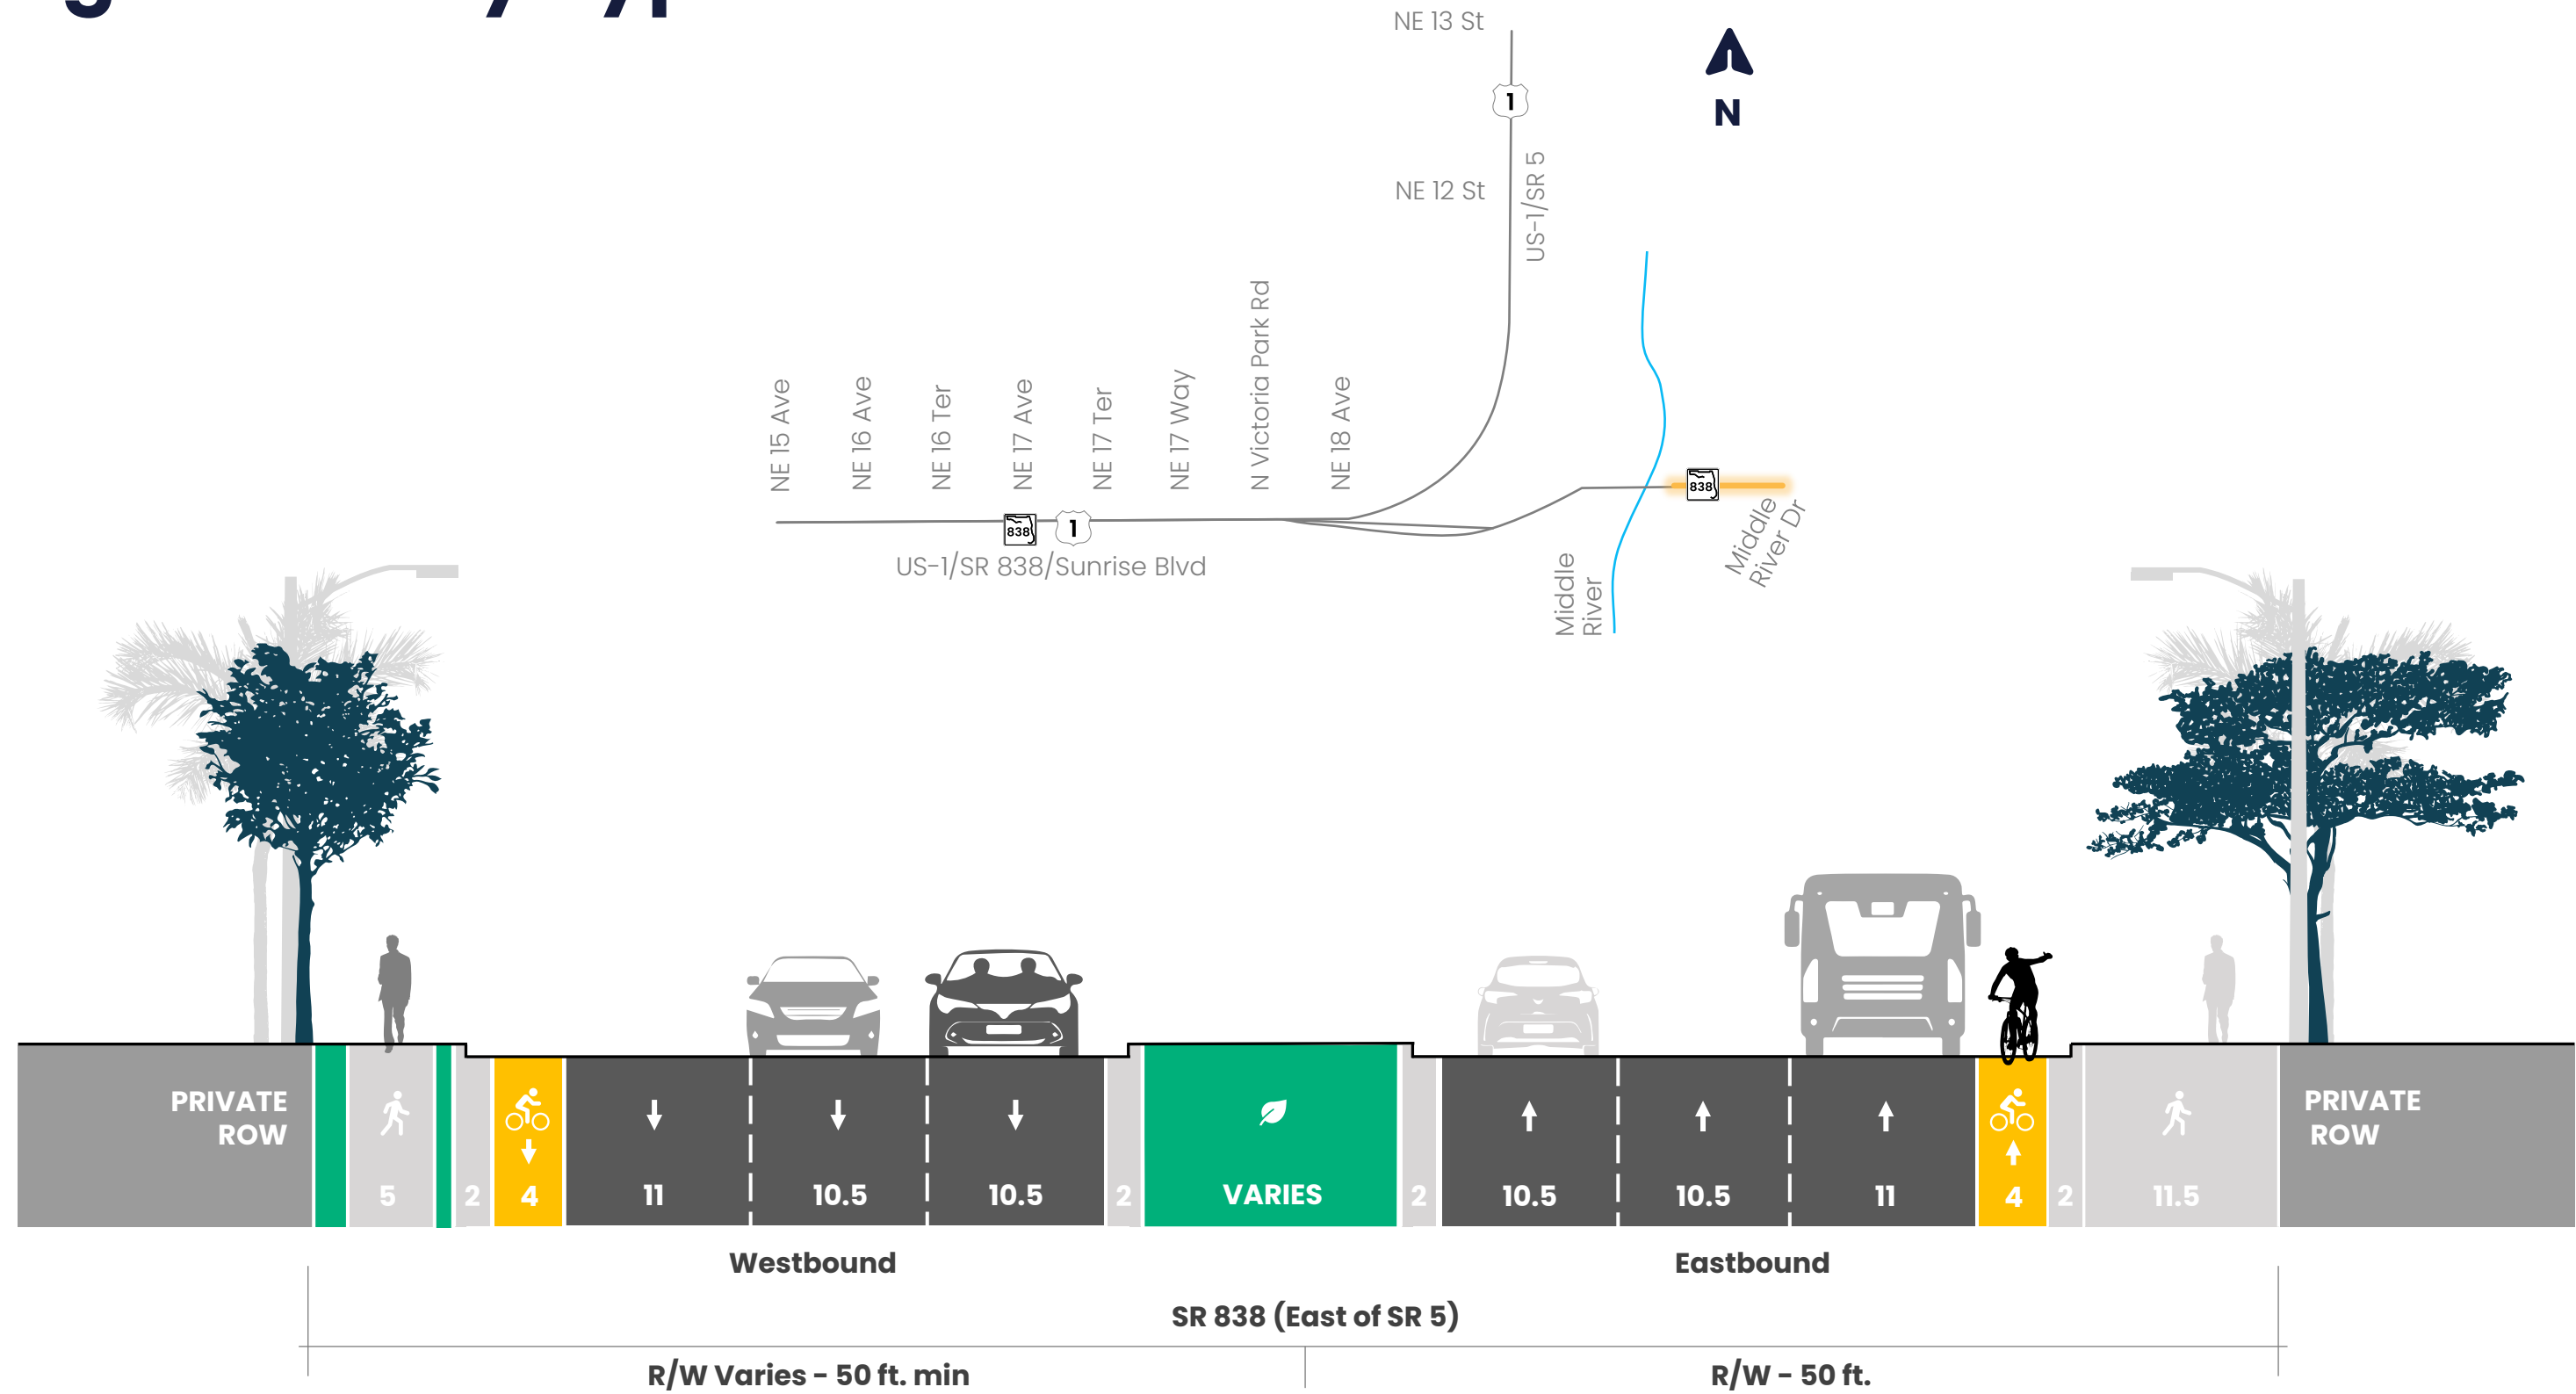 NE 13 St
1
N
NE 12 St
US-1/SR 5
NE 15 Ave
NE 16 Ave
NE 16 Ter
NE 17 Ave
NE 17 Ter
NE 17 Way
N Victoria Park Rd
NE 18 Ave
838
838
1
US-1/SR 838/Sunrise Blvd
Middle
River
Middle
River Dr
PRIVATE
ROW
5
2
4
11
10.5
10.5
2
VARIES
2
10.5
10.5
11
4
2
11.5
PRIVATE
ROW
Westbound
Eastbound
SR 838 (East of SR 5)
R/W Varies - 50 ft. min
R/W - 50 ft.